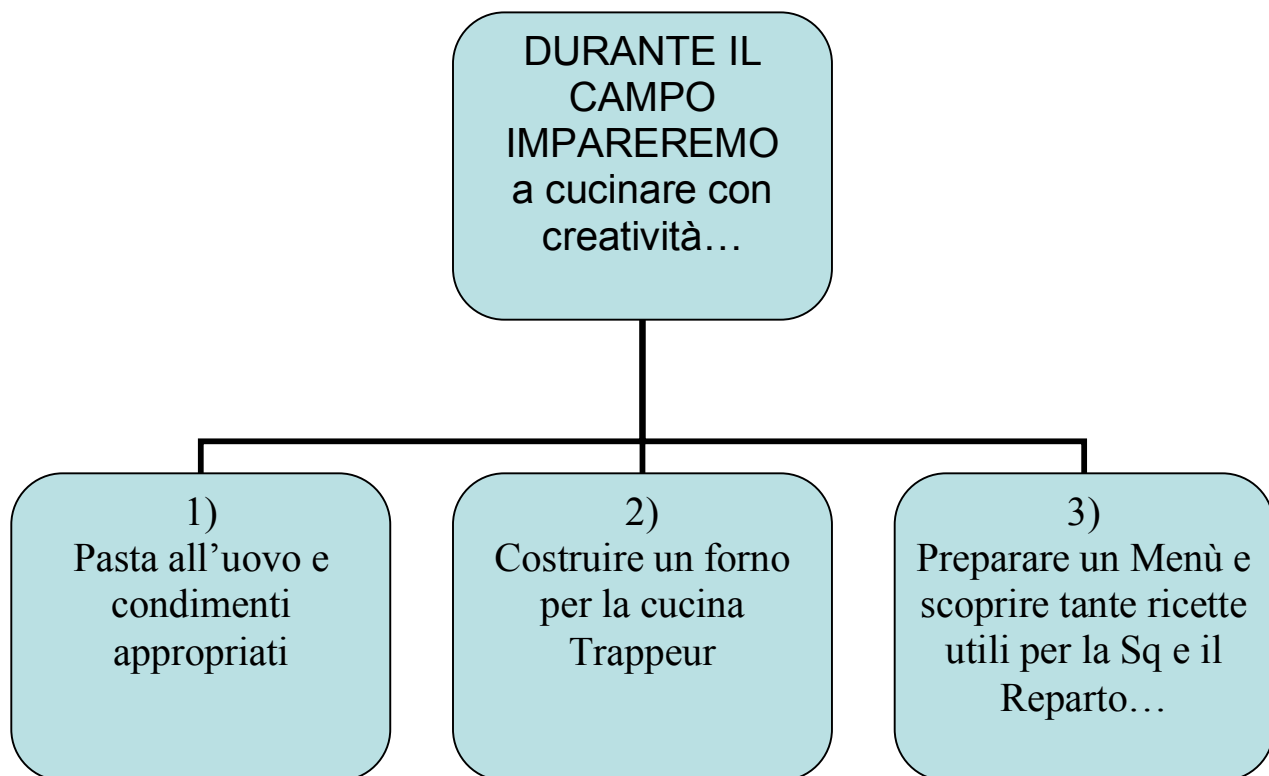 DURANTE IL
CAMPO
IMPAREREMO
a cucinare con
creatività…
1)
Pasta all’uovo e
condimenti
appropriati
2)
Costruire un forno
per la cucina
Trappeur
3)
Preparare un Menù e
scoprire tante ricette
utili per la Sq e il
Reparto…